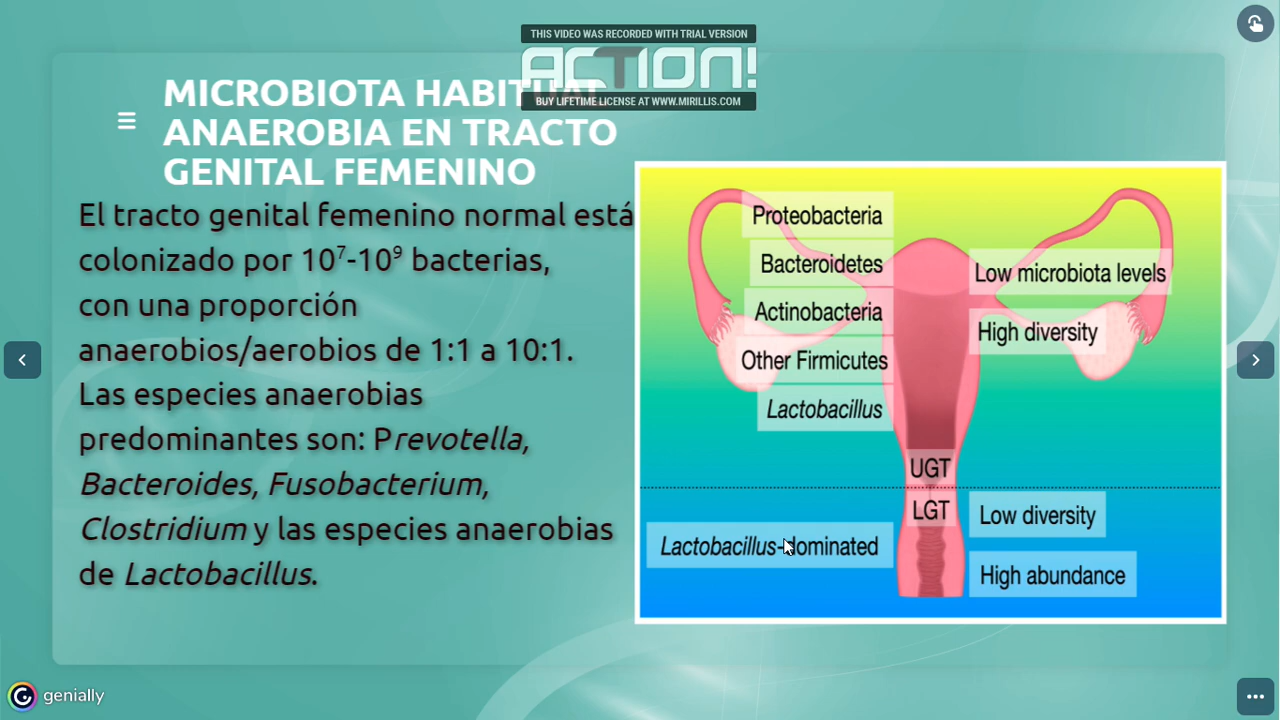 THIS VIDEO WAS RECORDED WITH TRIAL VERSION
ACTION!
BUY LIFETIME LICENSE AT WWW.MIRILLIS.COM
MICROBIOTA HABITUAL
ANAEROBIA EN TRACTO
GENITAL FEMENINO
El tracto genital femenino normal está
colonizado por 10⁷-10⁹ bacterias,
con una proporción
anaerobios/aerobios de 1:1 a 10:1.
Las especies anaerobias
predominantes son: Prevotella,
Bacteroides, Fusobacterium,
Clostridium y las especies anaerobias
de Lactobacillus.
Proteobacteria
Bacteroidetes
Actinobacteria
Other Firmicutes
Lactobacillus
Low microbiota levels
High diversity
UGT
LGT
Lactobacillus-dominated
Low diversity
High abundance
genially